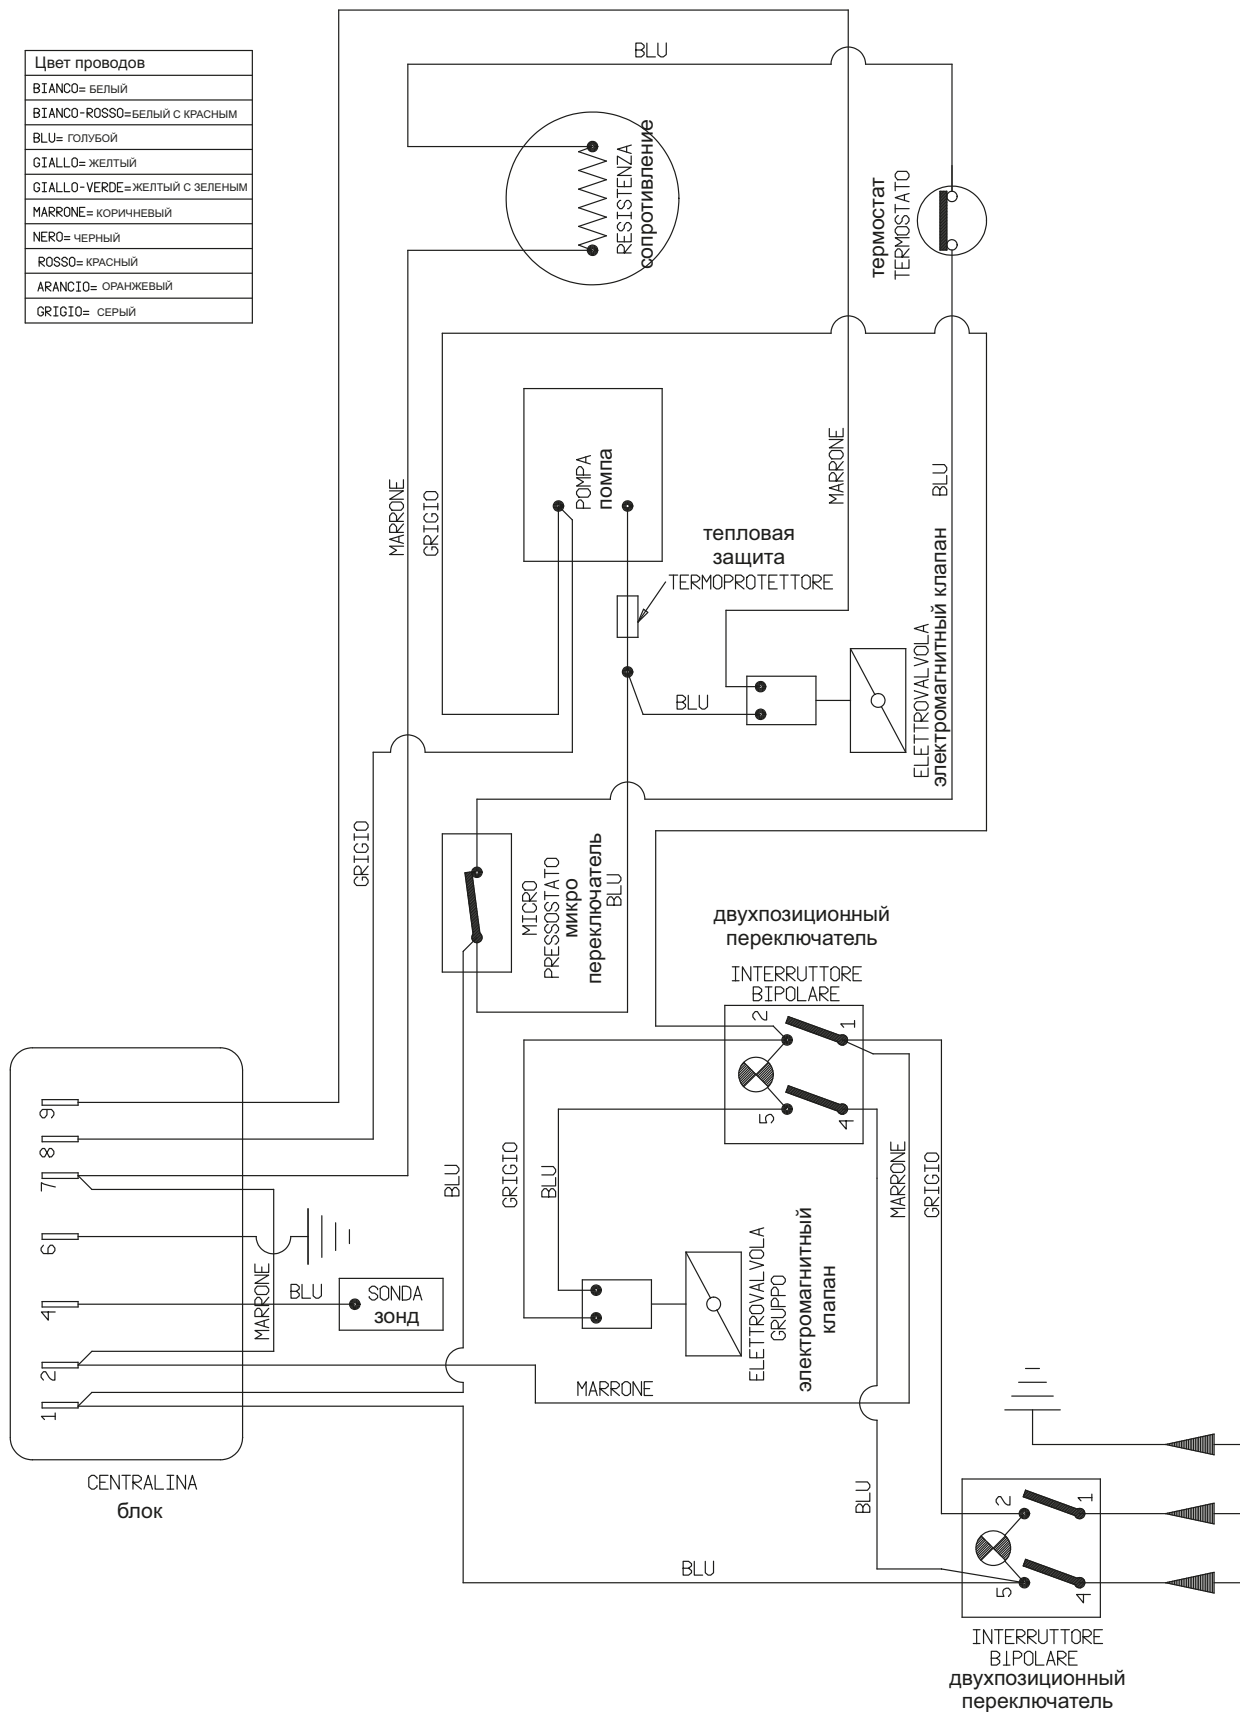 BLU
Цвет проводов
BIANCO= БЕЛЫЙ
BIANCO-ROSSO=БЕЛЫЙ С КРАСНЫМ
BLU= ГОЛУБОЙ
GIALLO= ЖЕЛТЫЙ
GIALLO-VERDE=ЖЕЛТЫЙ С ЗЕЛЕНЫМ
MARRONE= КОРИЧНЕВЫЙ
NERO= ЧЕРНЫЙ
ROSSO= КРАСНЫЙ
ARANCIO= ОРАНЖЕВЫЙ
GRIGIO= СЕРЫЙ
RESISTENZA
сопротивление
термостат
TERMOSTATO
MARRONE
GRIGIO
POMPA
помпа
MARRONE
BLU
тепловая
защита
TERMOPROTETTORE
BLU
ELETTROVALVOLA
электромагнитный клапан
GRIGIO
MICRO
PRESSOSTATO
микро
переключатель
BLU
двухпозиционный
переключатель
INTERRUTTORE
BIPOLARE
2
1
5
4
9
8
7
6
4
2
1
MARRONE
BLU
SONDA
зонд
BLU
GRIGIO
BLU
MARRONE
GRIGIO
ELETTROVALVOLA
GRUPPO
электромагнитный
клапан
MARRONE
CENTRALINA
блок
BLU
BLU
2
1
5
4
INTERRUTTORE
BIPOLARE
двухпозиционный
переключатель